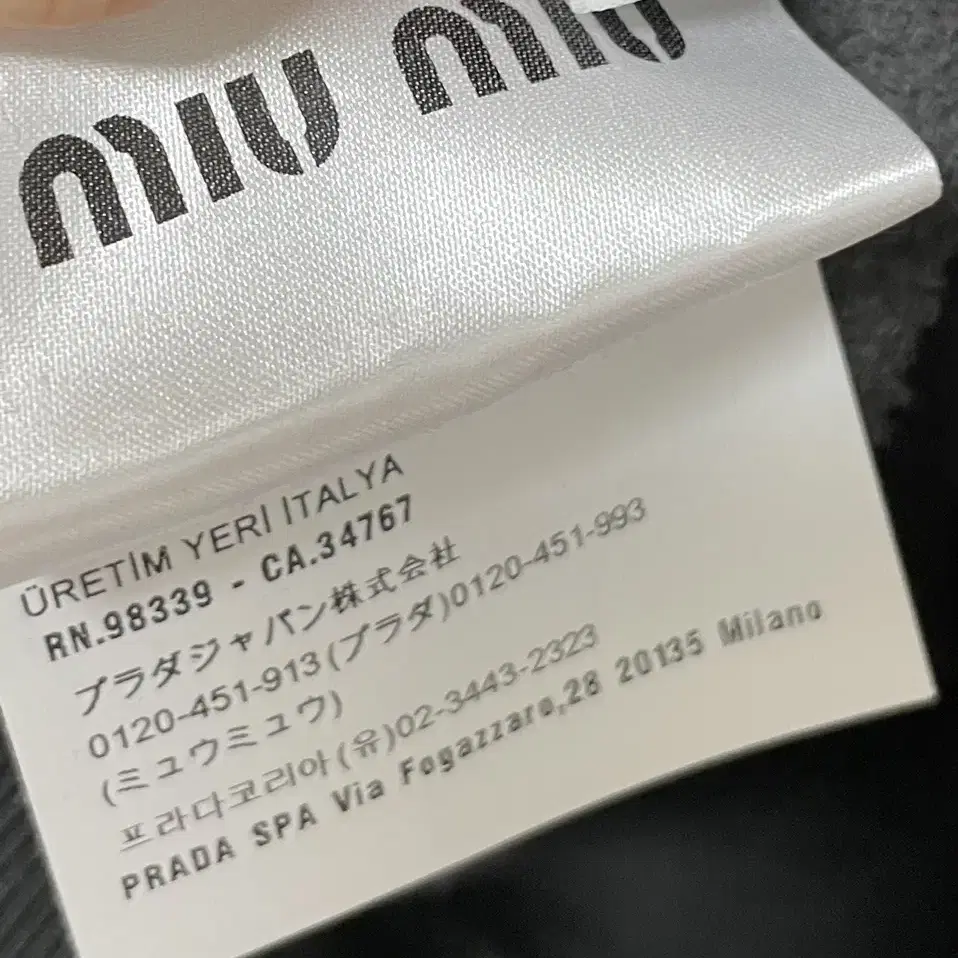 miu miu
ÜRETİM YERİ İTALYA
RN.98339 - CA.34767
プラダジャパン株式会社
0120-451-913(プラダ)0120-451-993
(ミュウミュウ)
프라다코리아(유)02-3443-2323
PRADA SPA Via Fogazzaro,28 20135 Milano